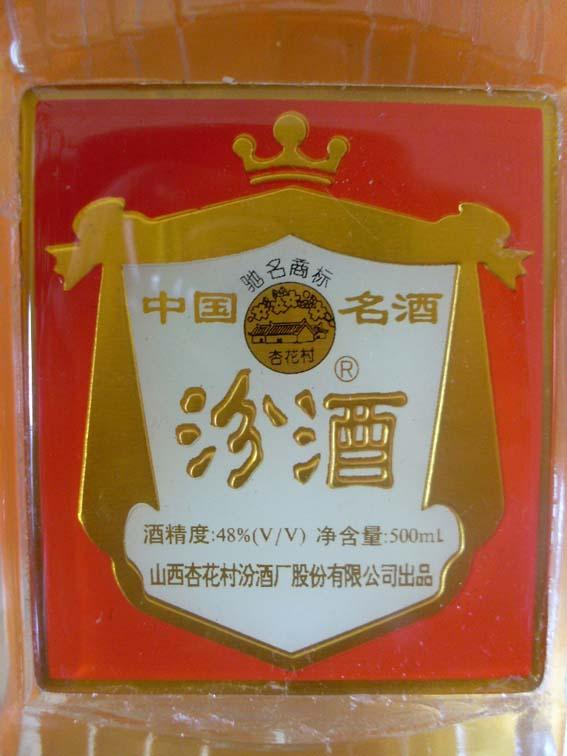 驰名商标
中国 名酒
杏花村
®
汾酒
酒精度:48%(V/V) 净含量:500mL
山西杏花村汾酒厂股份有限公司出品